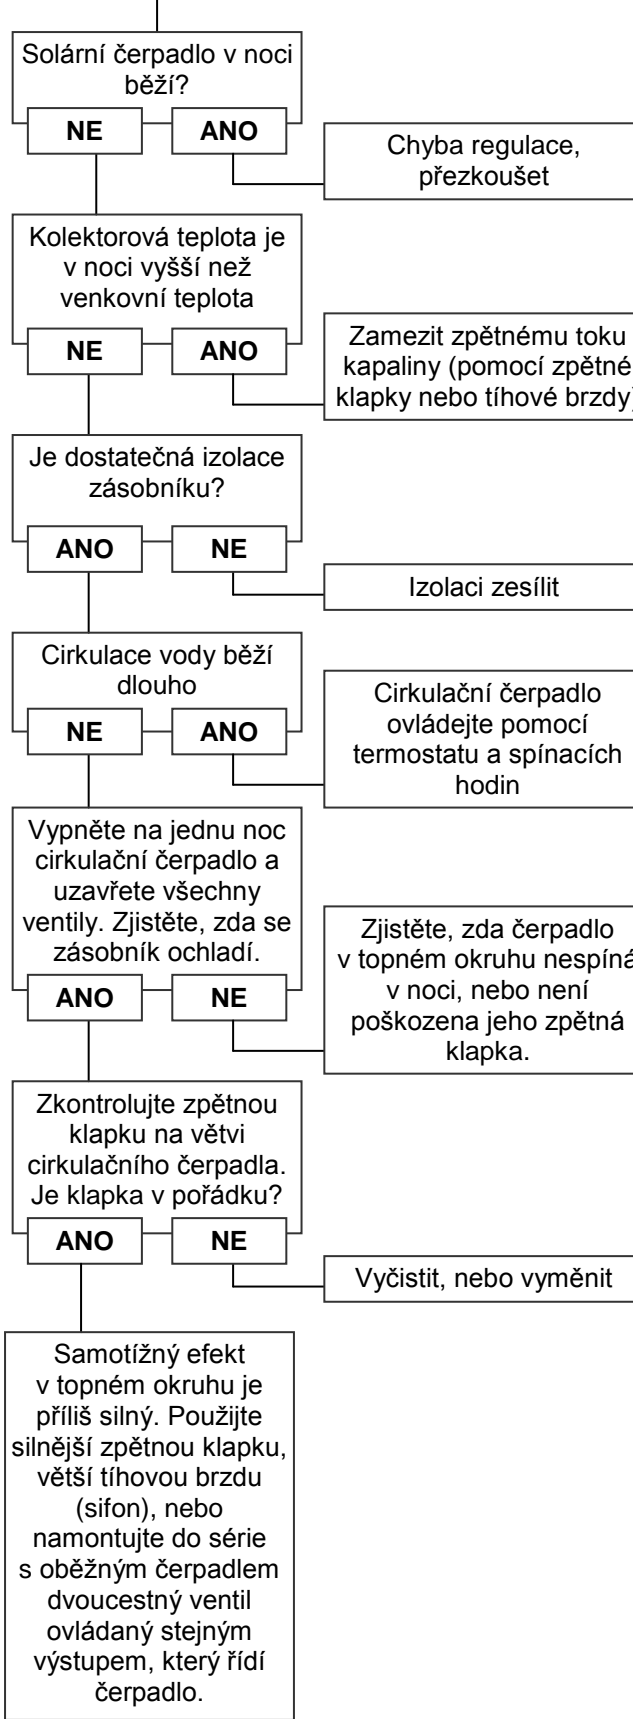 Solární čerpadlo v noci
běží?
NE
ANO
Chyba regulace,
přezkoušet
Kolektorová teplota je
v noci vyšší než
venkovní teplota
NE
ANO
Zamezit zpětnému toku
kapaliny (pomocí zpětné
klapky nebo tíhové brzdy)
Je dostatečná izolace
zásobníku?
ANO
NE
Izolaci zesílit
Cirkulace vody běží
dlouho
NE
ANO
Cirkulační čerpadlo
ovládejte pomocí
termostatu a spínacích
hodin
Vypněte na jednu noc
cirkulační čerpadlo a
uzavřete všechny
ventily. Zjistěte, zda se
zásobník ochladí.
ANO
NE
Zjistěte, zda čerpadlo
v topném okruhu nespíná
v noci, nebo není
poškozena jeho zpětná
klapka.
Zkontrolujte zpětnou
klapku na větvi
cirkulačního čerpadla.
Je klapka v pořádku?
ANO
NE
Vyčistit, nebo vyměnit
Samotížný efekt
v topném okruhu je
příliš silný. Použijte
silnější zpětnou klapku,
větší tíhovou brzdu
(sifon), nebo
namontujte do série
s oběžným čerpadlem
dvoucestný ventil
ovládaný stejným
výstupem, který řídí
čerpadlo.